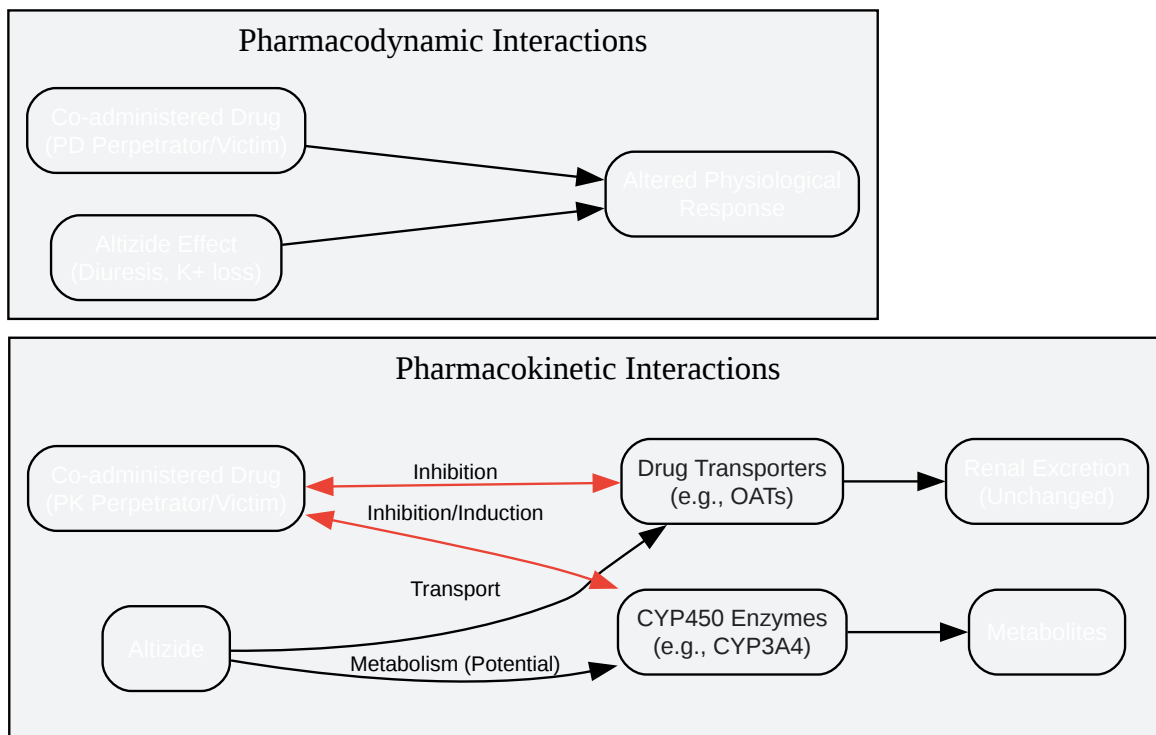 Pharmacodynamic Interactions
Co-administered Drug
(PD Perpetrator/Victim)
Altered Physiological
Response
Altizide Effect
(Diuresis, K+ loss)
Pharmacokinetic Interactions
Co-administered Drug
(PK Perpetrator/Victim)
Inhibition
Drug Transporters
(e.g., OATs)
Renal Excretion
(Unchanged)
Inhibition/Induction
Transport
Altizide
Metabolism (Potential)
CYP450 Enzymes
(e.g., CYP3A4)
Metabolites